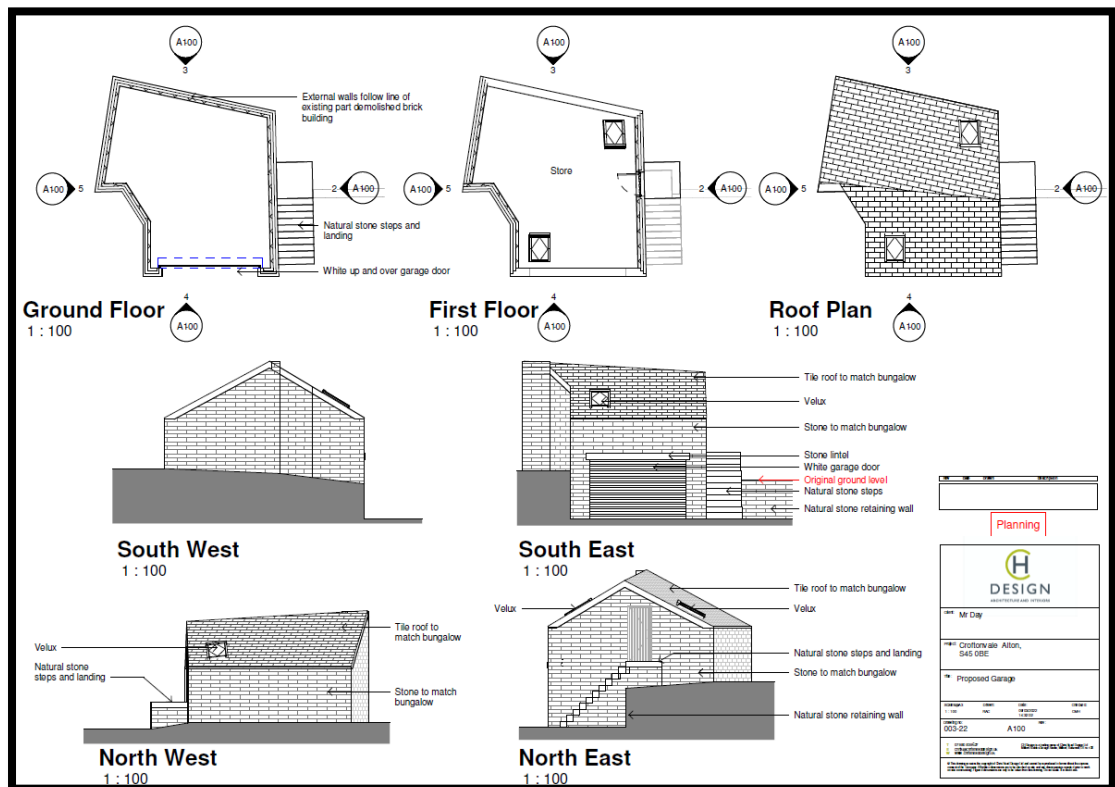 A100
3
External walls follow line of
existing part demolished brick
building
A100
5
2
A100
Natural stone steps and
landing
White up and over garage door
Ground Floor
1 : 100
4
A100
A100
3
Store
A100
5
2
A100
First Floor
1 : 100
4
A100
A100
3
A100
5
2
A100
Roof Plan
1 : 100
4
A100
South West
1 : 100
Tile roof to match bungalow
Velux
Stone to match bungalow
Stone lintel
White garage door
Original ground level
Natural stone steps
Natural stone retaining wall
South East
1 : 100
Velux
Natural stone
steps and landing
Tile roof to
match bungalow
Stone to match
bungalow
North West
1 : 100
Velux
Tile roof to match bungalow
Velux
Natural stone steps and landing
Stone to match bungalow
Natural stone retaining wall
North East
1 : 100
Planning
CH
DESIGN
ARCHITECTURE AND INTERIORS
Mr Day
Croftonvale Alton,
S45 0BE
Proposed Garage
1 : 100
003-22
A100